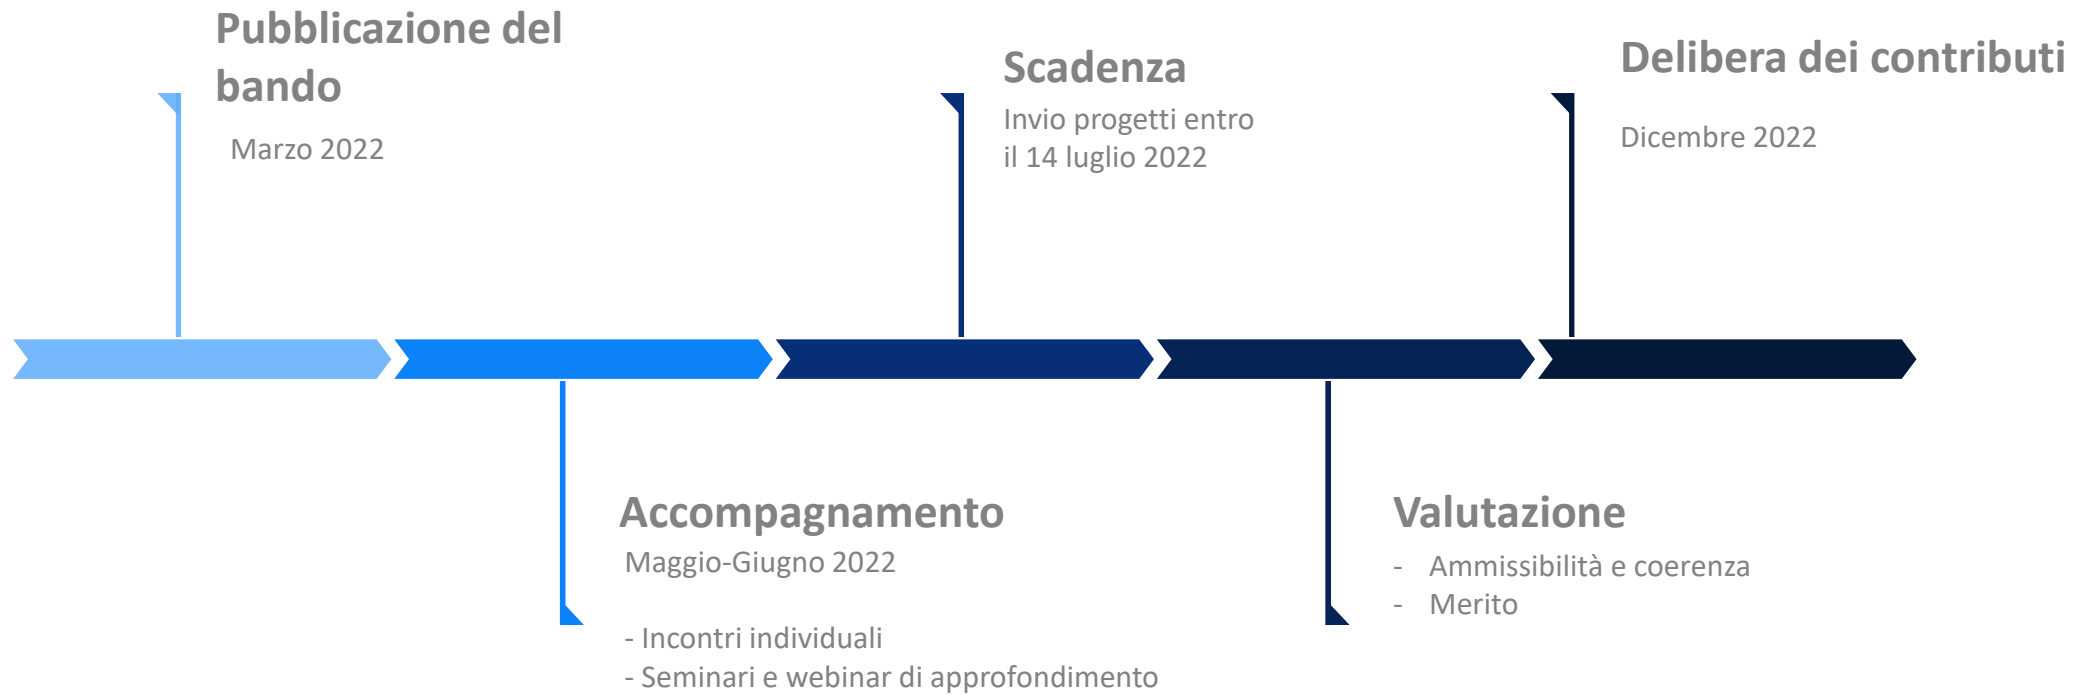 Pubblicazione del
bando
Marzo 2022
Accompagnamento
Maggio-Giugno 2022
- Incontri individuali
- Seminari e webinar di approfondimento
Scadenza
Invio progetti entro
il 14 luglio 2022
Valutazione
- Ammissibilità e coerenza
- Merito
Delibera dei contributi
Dicembre 2022